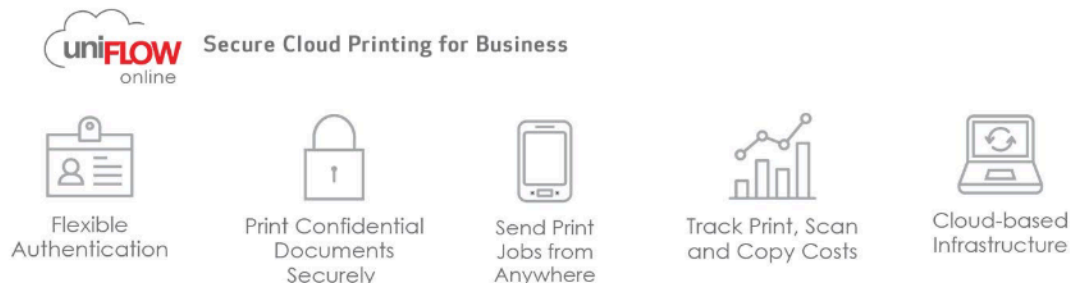 uniFLOW
online
Secure Cloud Printing for Business
Flexible
Authentication
Print Confidential
Documents
Securely
Send Print
Jobs from
Anywhere
Track Print, Scan
and Copy Costs
Cloud-based
Infrastructure